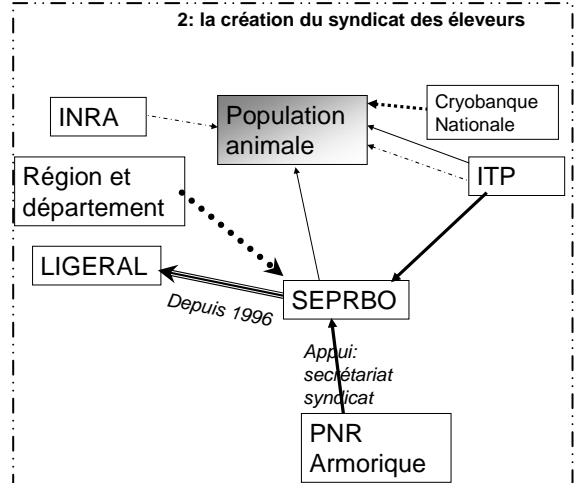 2: la création du syndicat des éleveurs
INRA
Population
animale
Cryobanque
Nationale
Région et
département
ITP
LIGERAL
SEPRBO
Depuis 1996
Appui:
secrétariat
syndicat
PNR
Armorique